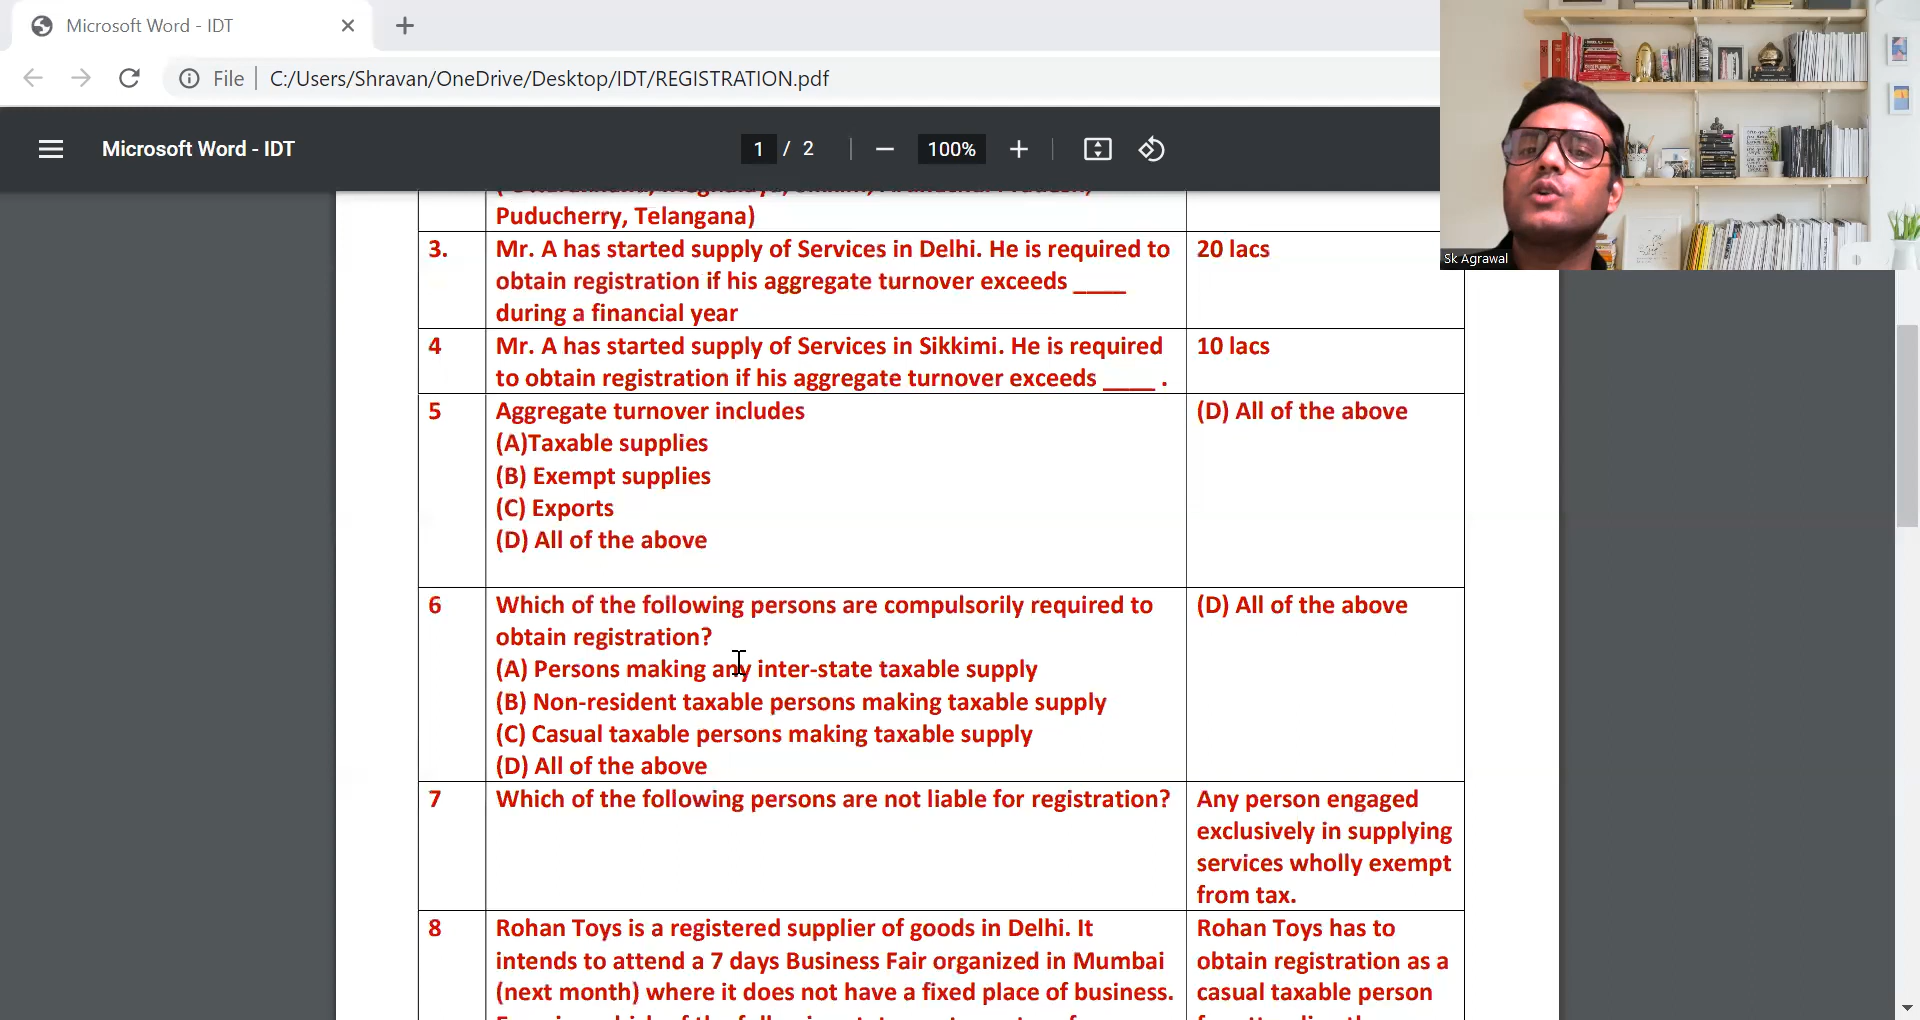 Microsoft Word - IDT
File
C:/Users/Shravan/OneDrive/Desktop/IDT/REGISTRATION.pdf
Microsoft Word - IDT
1 / 2
100%
Sk Agrawal
Puducherry, Telangana)
3. Mr. A has started supply of Services in Delhi. He is required to 20 lacs
obtain registration if his aggregate turnover exceeds ____
during a financial year
4 Mr. A has started supply of Services in Sikkimi. He is required 10 lacs
to obtain registration if his aggregate turnover exceeds ____ .
5 Aggregate turnover includes (D) All of the above
(A)Taxable supplies
(B) Exempt supplies
(C) Exports
(D) All of the above
6 Which of the following persons are compulsorily required to (D) All of the above
obtain registration?
(A) Persons making any inter-state taxable supply
(B) Non-resident taxable persons making taxable supply
(C) Casual taxable persons making taxable supply
(D) All of the above
7 Which of the following persons are not liable for registration? Any person engaged
exclusively in supplying
services wholly exempt
from tax.
8 Rohan Toys is a registered supplier of goods in Delhi. It Rohan Toys has to
intends to attend a 7 days Business Fair organized in Mumbai obtain registration as a
(next month) where it does not have a fixed place of business. casual taxable person